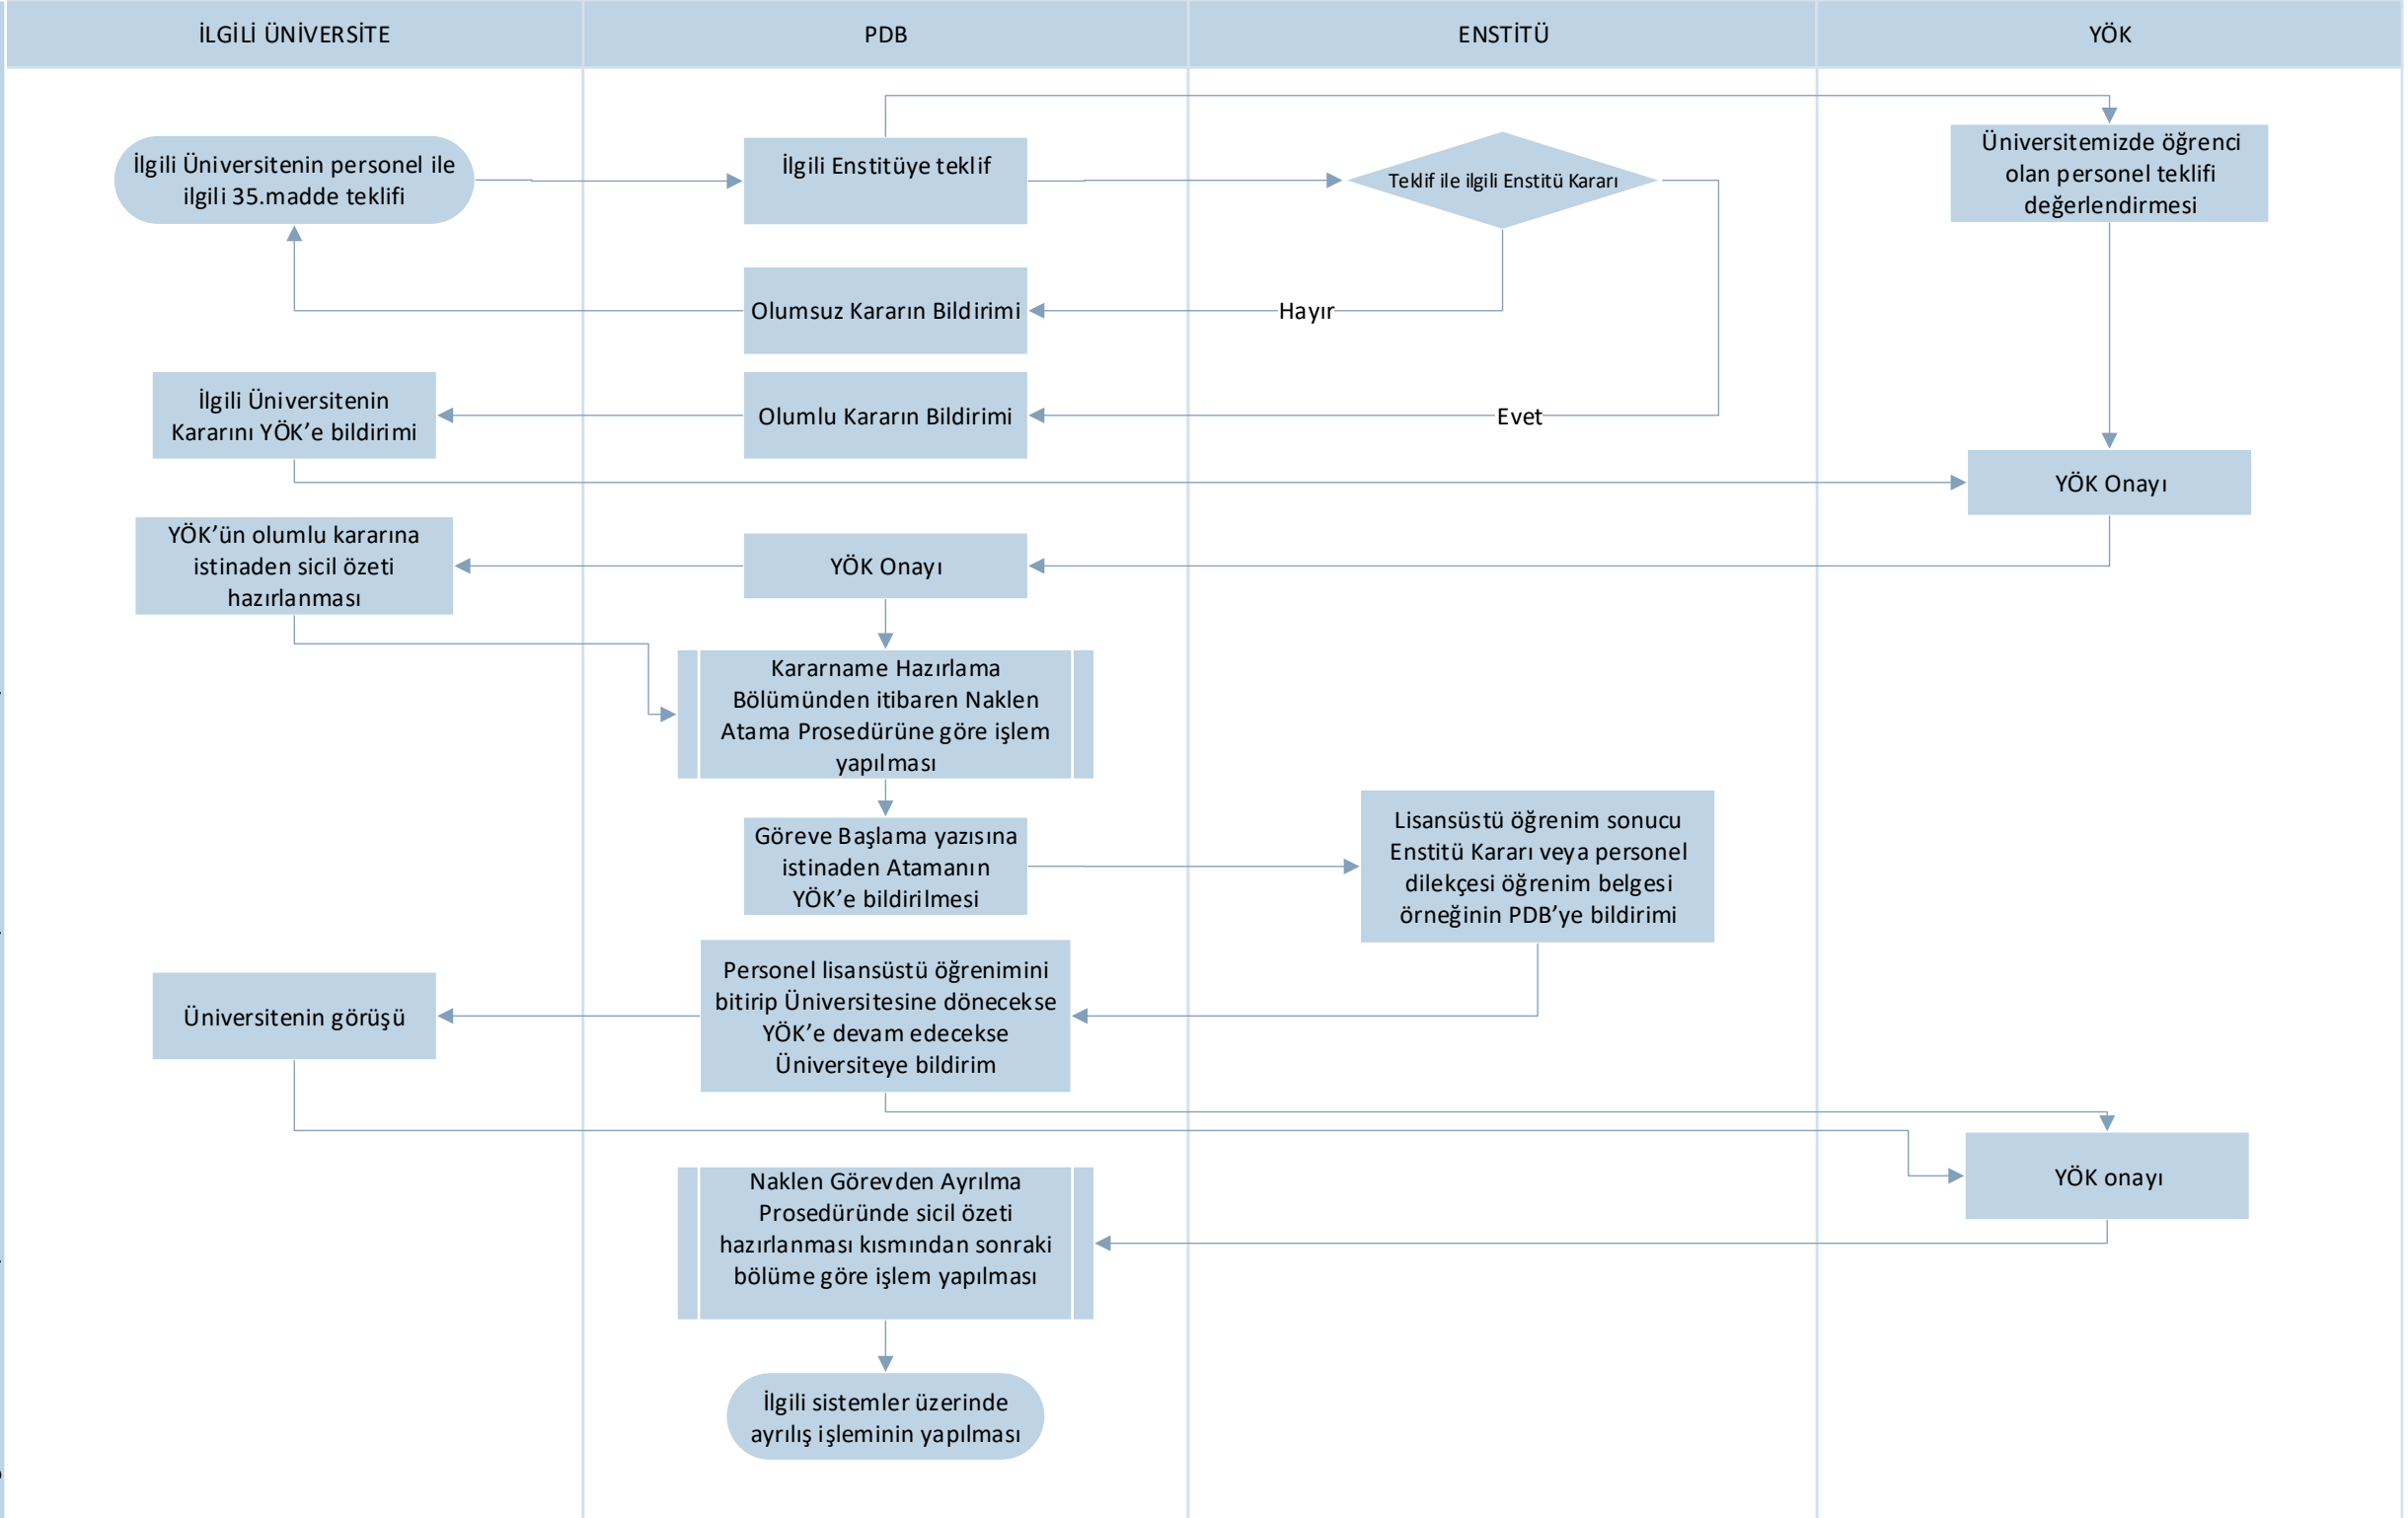 İLGİLİ ÜNİVERSİTE
PDB
ENSTİTÜ
YÖK
İlgili Üniversitenin personel ile
ilgili 35.madde teklifi
İlgili Enstitüye teklif
Teklif ile ilgili Enstitü Kararı
Üniversitemizde öğrenci
olan personel teklifi
değerlendirmesi
Olumsuz Kararın Bildirimi
Hayır
İlgili Üniversitenin
Kararını YÖK’e bildirimi
Olumlu Kararın Bildirimi
Evet
YÖK Onayı
YÖK’ün olumlu kararına
istinaden sicil özeti
hazırlanması
YÖK Onayı
Kararname Hazırlama
Bölümünden itibaren Naklen
Atama Prosedürüne göre işlem
yapılması
Göreve Başlama yazısına
istinaden Atamanın
YÖK’e bildirilmesi
Lisansüstü öğrenim sonucu
Enstitü Kararı veya personel
dilekçesi öğrenim belgesi
örneğinin PDB’ye bildirimi
Üniversitenin görüşü
Personel lisansüstü öğrenimini
bitirip Üniversitesine dönecekse
YÖK’e devam edecekse
Üniversiteye bildirim
YÖK onayı
Naklen Görevden Ayrılma
Prosedüründe sicil özeti
hazırlanması kısmından sonraki
bölüme göre işlem yapılması
İlgili sistemler üzerinde
ayrılış işleminin yapılması